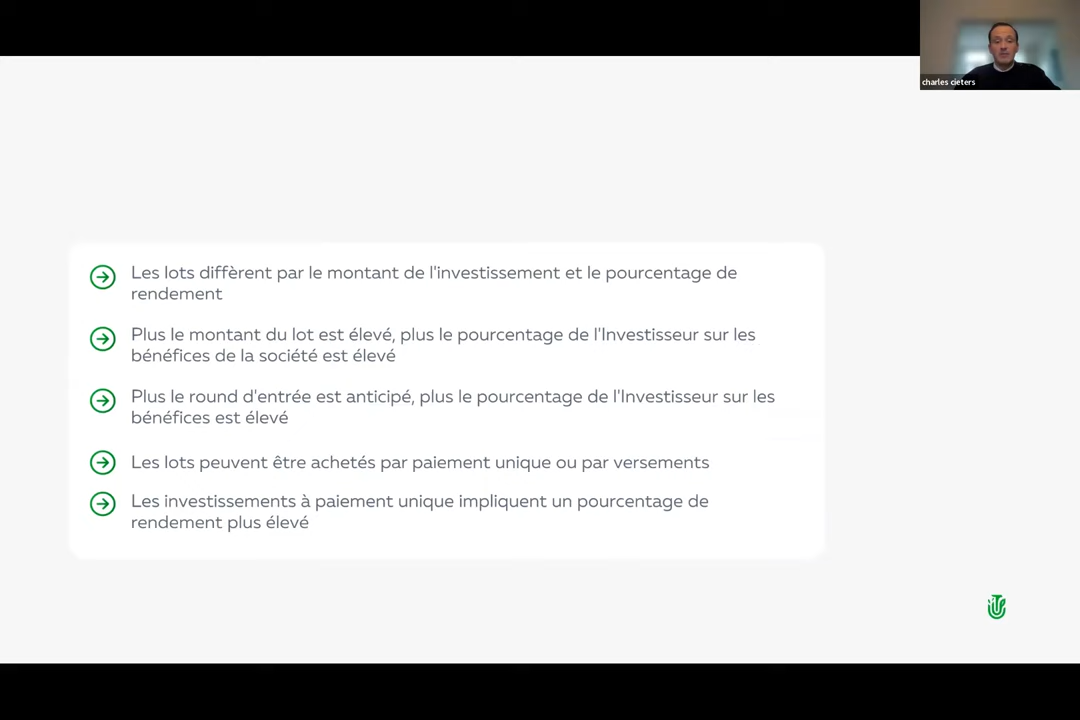 charles cieters
Les lots diffèrent par le montant de l'investissement et le pourcentage de
rendement
Plus le montant du lot est élevé, plus le pourcentage de l'Investisseur sur les
bénéfices de la société est élevé
Plus le round d'entrée est anticipé, plus le pourcentage de l'Investisseur sur les
bénéfices est élevé
Les lots peuvent être achetés par paiement unique ou par versements
Les investissements à paiement unique impliquent un pourcentage de
rendement plus élevé